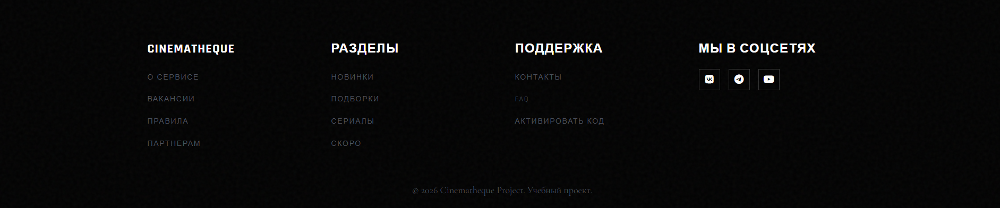 CINEMATHEQUE
О СЕРВИСЕ
ВАКАНСИИ
ПРАВИЛА
ПАРТНЕРАМ
РАЗДЕЛЫ
НОВИНКИ
ПОДБОРКИ
СЕРИАЛЫ
СКОРО
ПОДДЕРЖКА
КОНТАКТЫ
FAQ
АКТИВИРОВАТЬ КОД
МЫ В СОЦСЕТЯХ
© 2026 Cinematheque Project. Учебный проект.